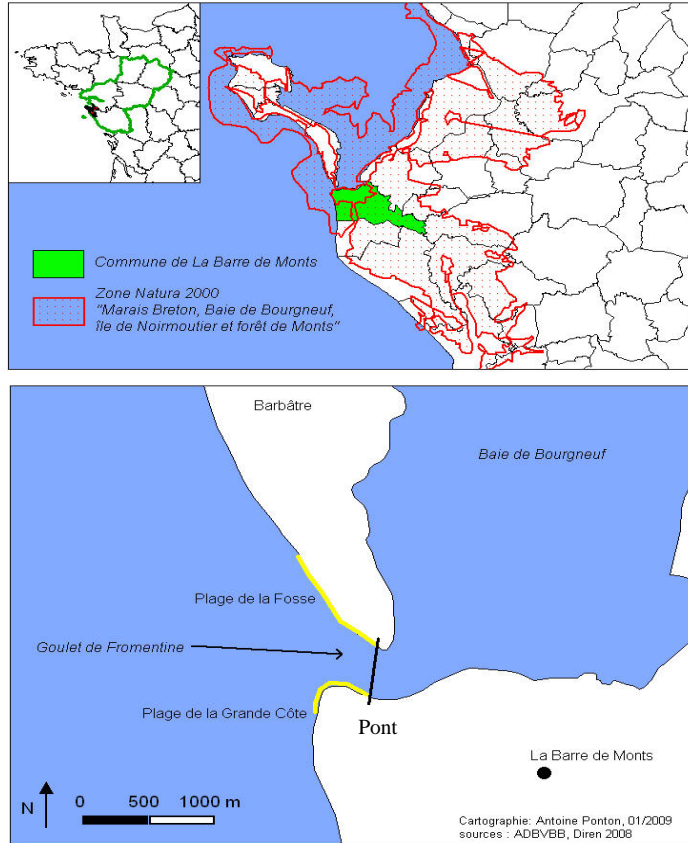 Commune de La Barre de Monts
Zone Natura 2000
"Marais Breton, Baie de Bourgneuf,
île de Noirmoutier et forêt de Monts"
Barbâtre
Baie de Bourgneuf
Plage de la Fosse
Goulet de Fromentine
Plage de la Grande Côte
Pont
La Barre de Monts
N
0 500 1000 m
Cartographie: Antoine Ponton, 01/2009
sources : ADBVBB, Diren 2008